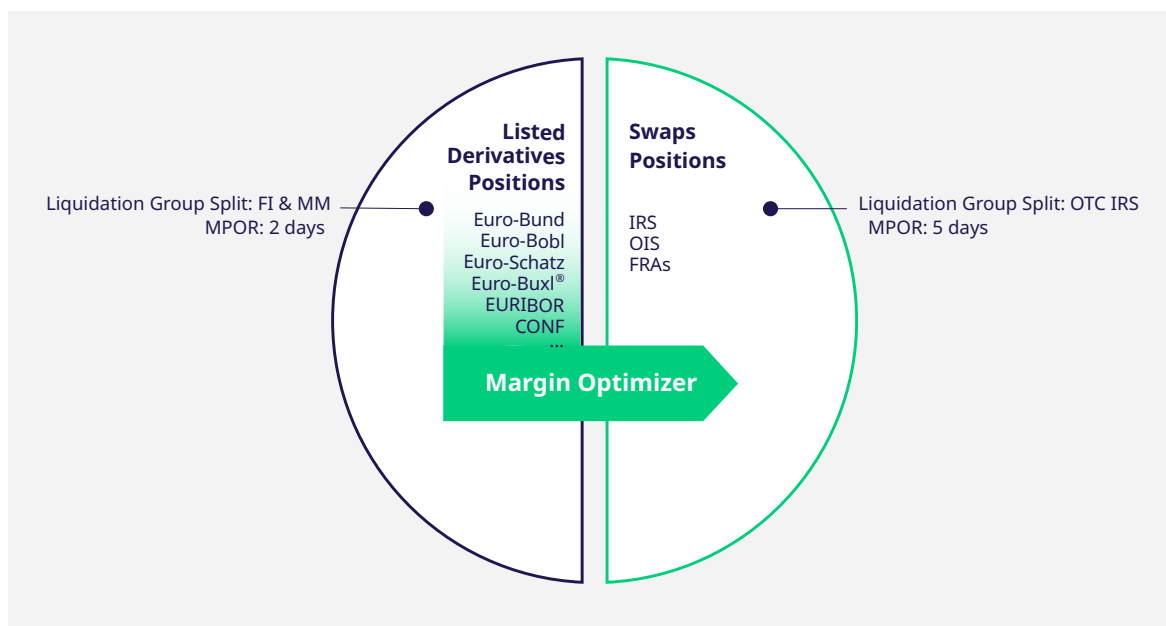 Listed
Derivatives
Positions
Liquidation Group Split: FI & MM
MPOR: 2 days
Euro-Bund
Euro-Bobl
Euro-Schatz
Euro-Buxl®
EURIBOR
CONF
...
Swaps
Positions
IRS
OIS
FRAs
Liquidation Group Split: OTC IRS
MPOR: 5 days
Margin Optimizer